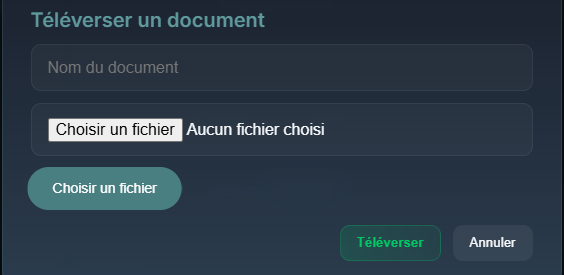 Téléverser un document
Nom du document
Choisir un fichier Aucun fichier choisi
Choisir un fichier
Téléverser Annuler